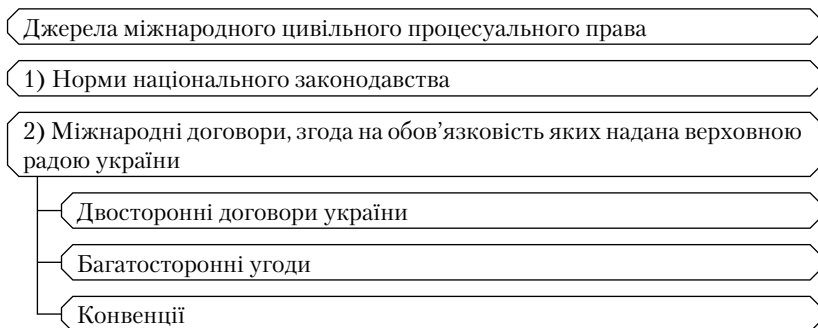 Джерела міжнародного цивільного процесуального права
1) Норми національного законодавства
2) Міжнародні договори, згода на обов’язковість яких надана верховною
радою україни
Двосторонні договори україни
Багатосторонні угоди
Конвенції